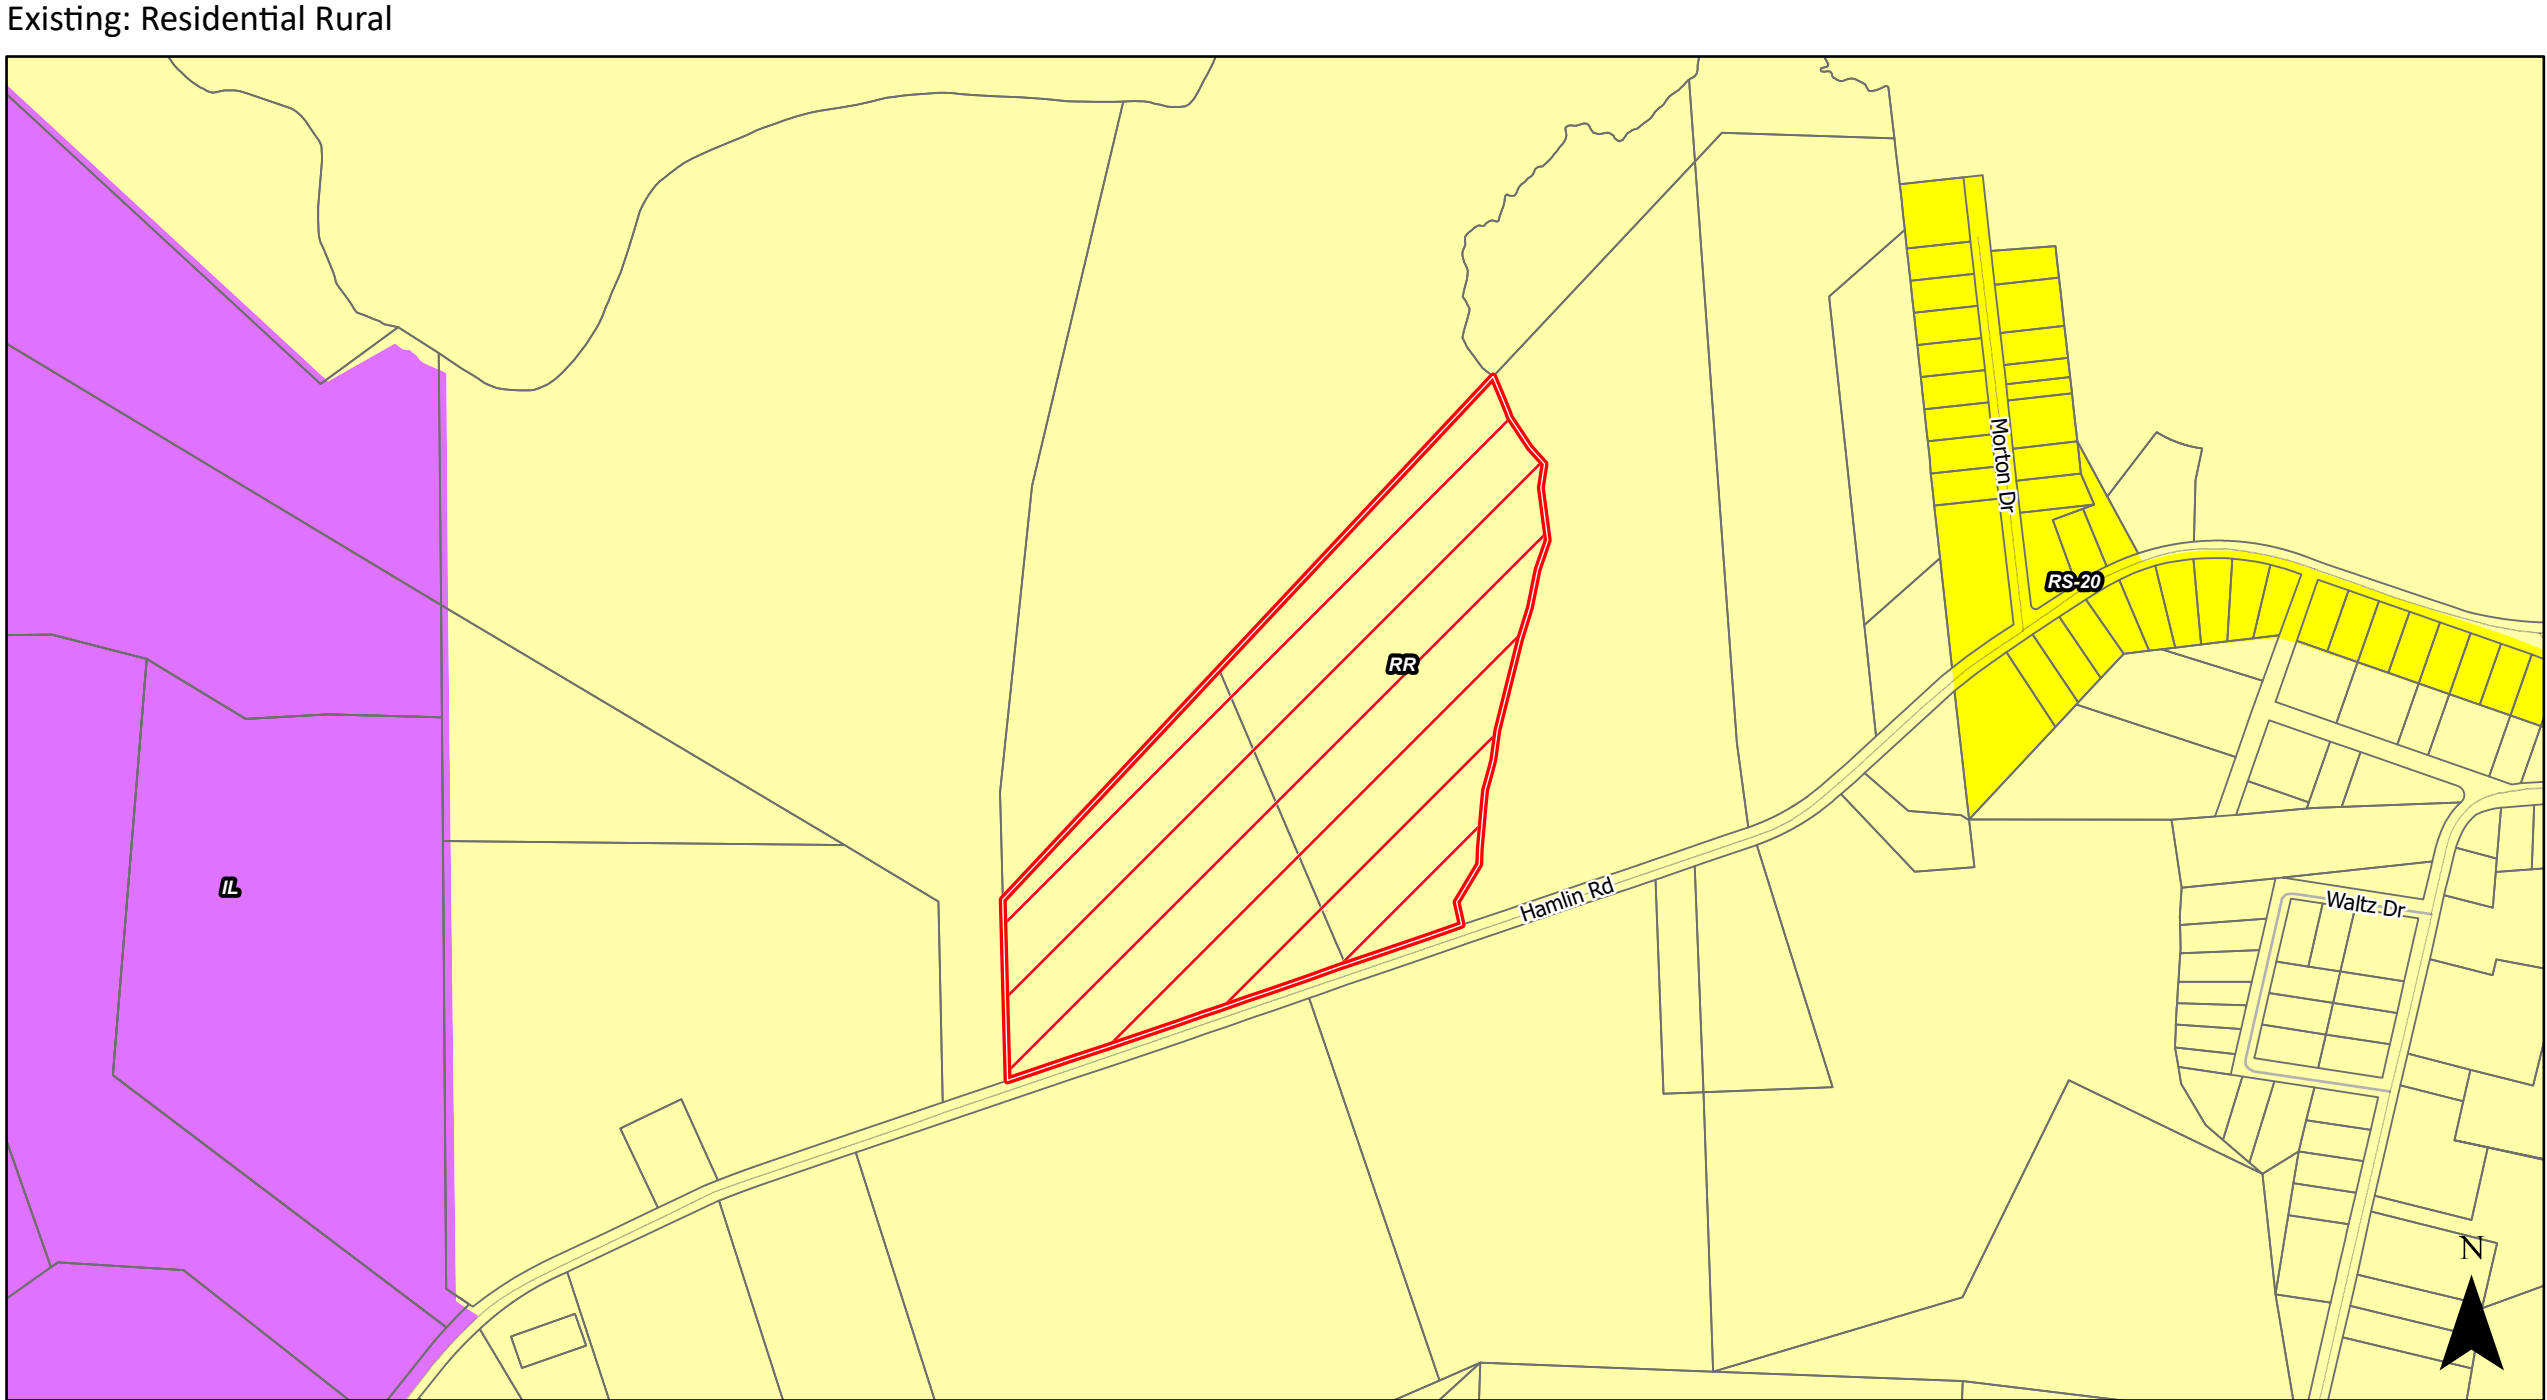 Existing: Residential Rural
Morton Dr
RS-20
RR
IL
Hamlin Rd
Waltz Dr
N